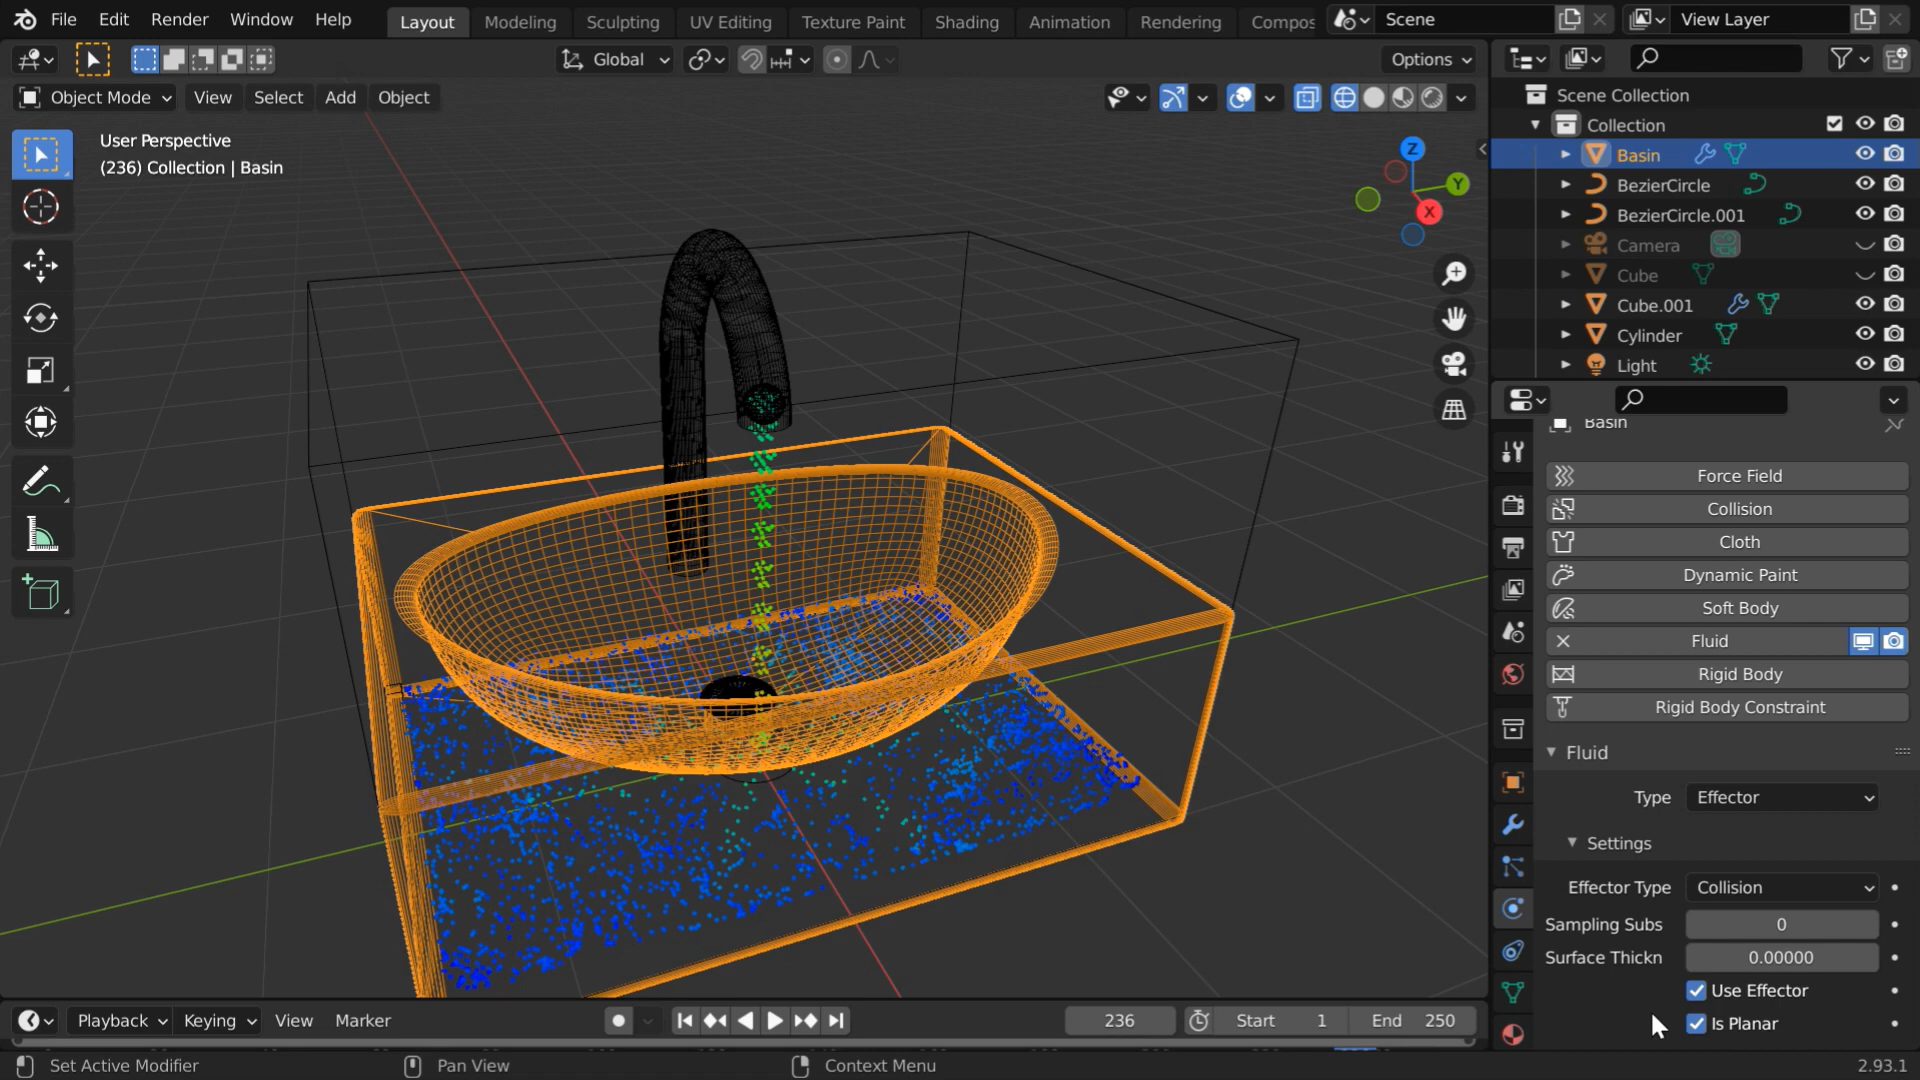 File Edit Render Window Help Layout Modeling Sculpting UV Editing Texture Paint Shading Animation Rendering Compos Scene View Layer
Global Options
Object Mode View Select Add Object
User Perspective
(236) Collection | Basin
Z
Y
X
Scene Collection
Collection
Basin
BezierCircle
BezierCircle.001
Camera
Cube
Cube.001
Cylinder
Light
Basin
Force Field
Collision
Cloth
Dynamic Paint
Soft Body
Fluid
Rigid Body
Rigid Body Constraint
Fluid
Type Effector
Settings
Effector Type Collision
Sampling Subs 0
Surface Thickn 0.00000
Use Effector
Is Planar
Playback Keying View Marker 236 Start 1 End 250
Set Active Modifier Pan View Context Menu 2.93.1